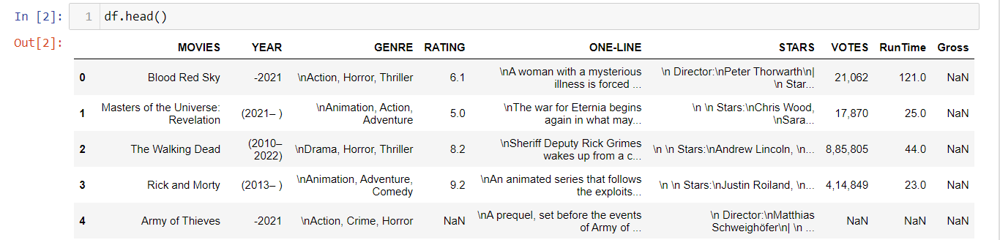 In [2]: 1 df.head()
Out[2]:
MOVIES YEAR GENRE RATING ONE-LINE STARS VOTES RunTime Gross
0 Blood Red Sky -2021 \nAction, Horror, Thriller 6.1 \nA woman with a mysterious illness is forced ... \n Director:\nPeter Thorwarth\n| \n Star... 21,062 121.0 NaN
1 Masters of the Universe: Revelation (2021– ) \nAnimation, Action, Adventure 5.0 \nThe war for Eternia begins again in what may... \n \n Stars:\nChris Wood, \nSara... 17,870 25.0 NaN
2 The Walking Dead (2010–2022) \nDrama, Horror, Thriller 8.2 \nSheriff Deputy Rick Grimes wakes up from a c... \n \n Stars:\nAndrew Lincoln, \n... 8,85,805 44.0 NaN
3 Rick and Morty (2013– ) \nAnimation, Adventure, Comedy 9.2 \nAn animated series that follows the exploits... \n \n Stars:\nJustin Roiland, \n... 4,14,849 23.0 NaN
4 Army of Thieves -2021 \nAction, Crime, Horror NaN \nA prequel, set before the events of Army of ... \n Director:\nMatthias Schweighöfer\n| \n ... NaN NaN NaN